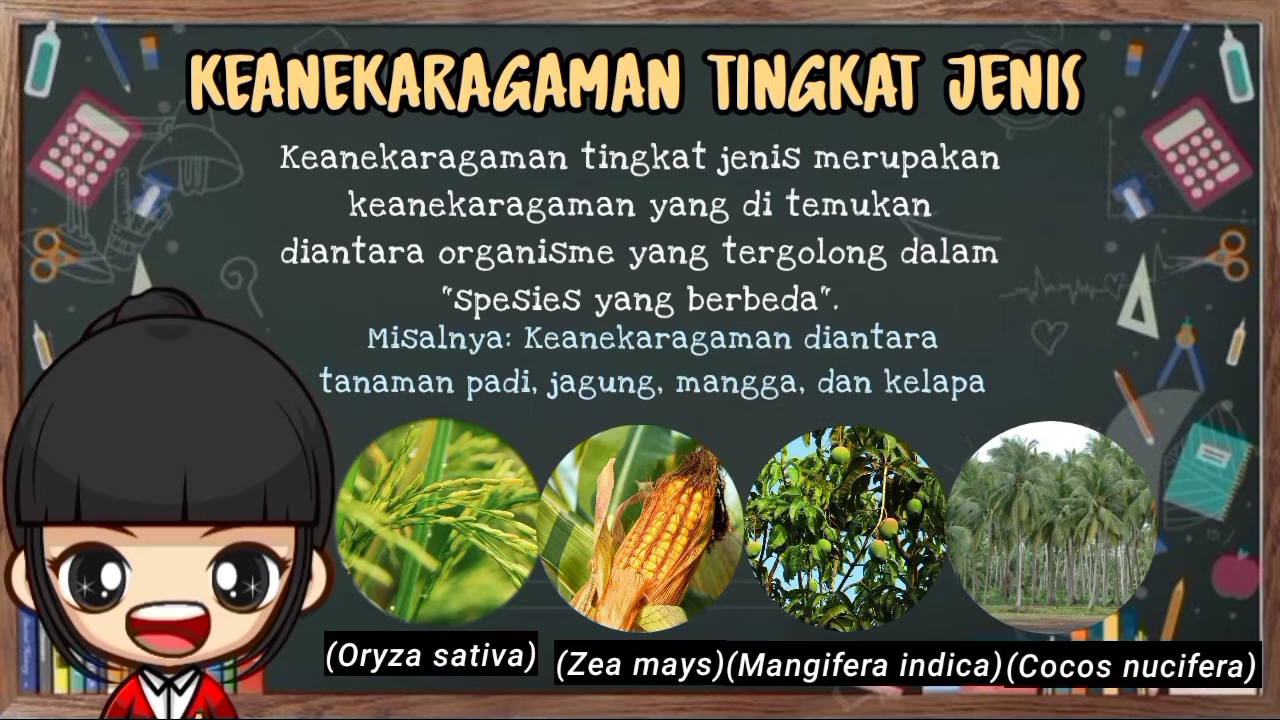 KEANEKARAGAMAN TINGKAT JENIS
Keanekaragaman tingkat jenis merupakan
keanekaragaman yang di temukan
diantara organisme yang tergolong dalam
"spesies yang berbeda".
Misalnya: Keanekaragaman diantara
tanaman padi, jagung, mangga, dan kelapa
(Oryza sativa) (Zea mays) (Mangifera indica) (Cocos nucifera)